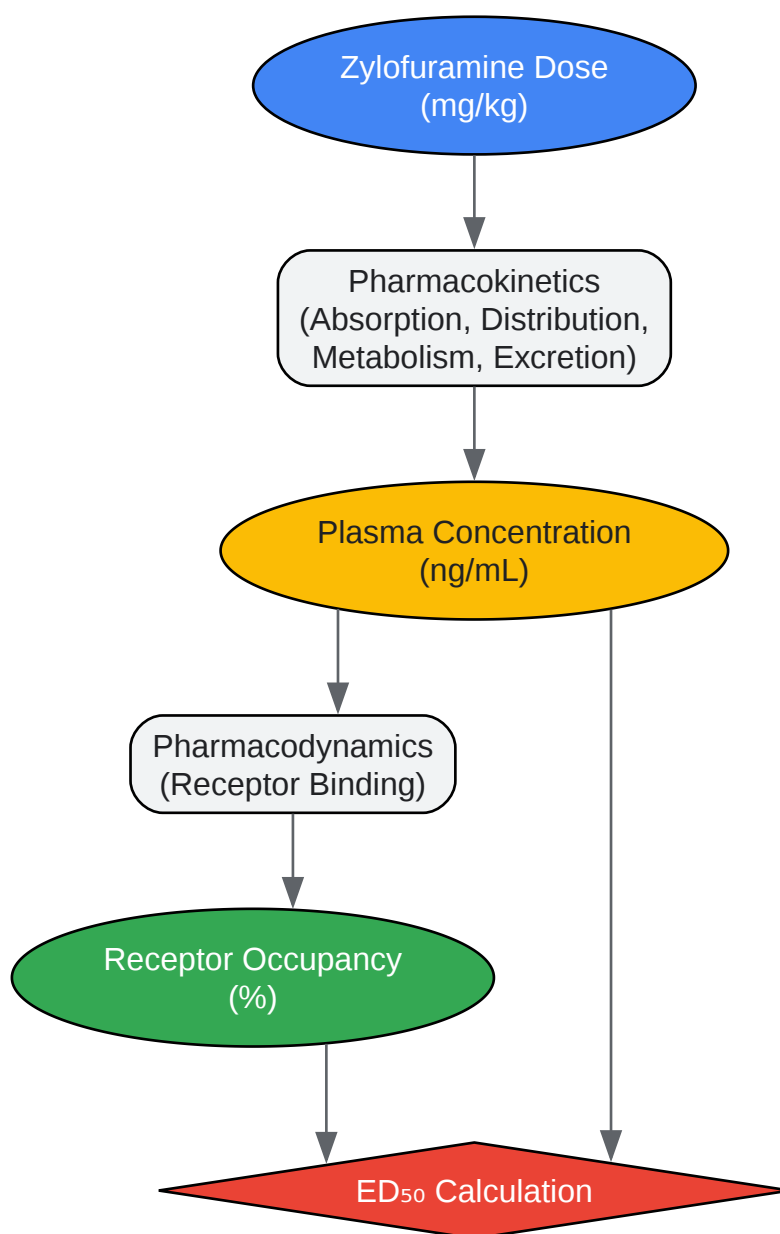 Zylofuramine Dose
(mg/kg)
Pharmacokinetics
(Absorption, Distribution,
Metabolism, Excretion)
Plasma Concentration
(ng/mL)
Pharmacodynamics
(Receptor Binding)
Receptor Occupancy
(%)
ED₅₀ Calculation